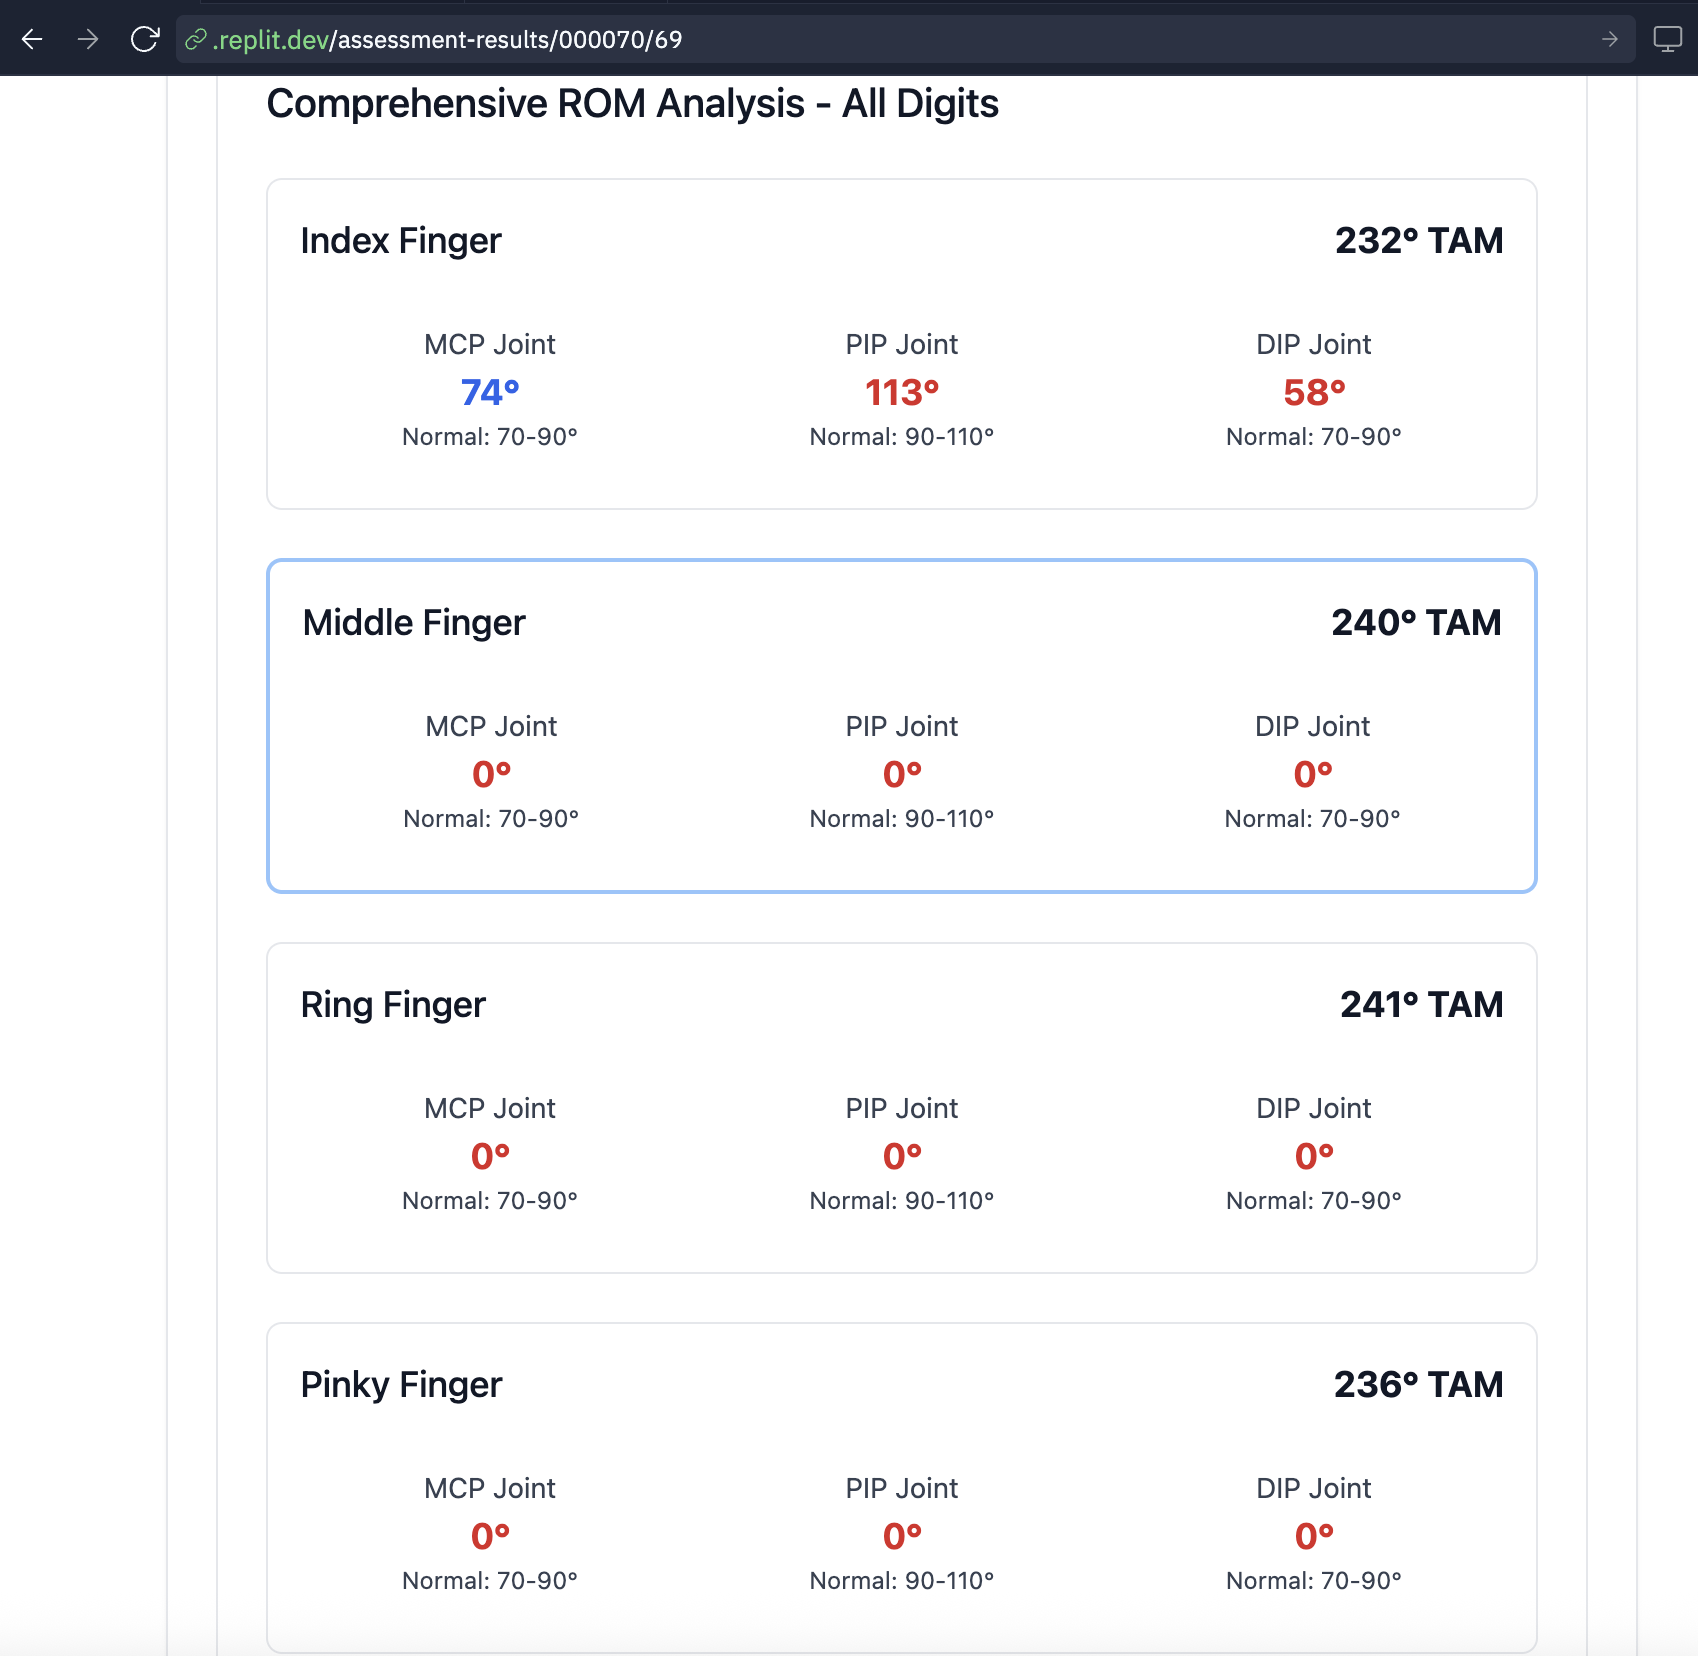 .replit.dev/assessment-results/000070/69
Comprehensive ROM Analysis - All Digits
Index Finger 232° TAM
MCP Joint PIP Joint DIP Joint
74° 113° 58°
Normal: 70-90° Normal: 90-110° Normal: 70-90°
Middle Finger 240° TAM
MCP Joint PIP Joint DIP Joint
0° 0° 0°
Normal: 70-90° Normal: 90-110° Normal: 70-90°
Ring Finger 241° TAM
MCP Joint PIP Joint DIP Joint
0° 0° 0°
Normal: 70-90° Normal: 90-110° Normal: 70-90°
Pinky Finger 236° TAM
MCP Joint PIP Joint DIP Joint
0° 0° 0°
Normal: 70-90° Normal: 90-110° Normal: 70-90°